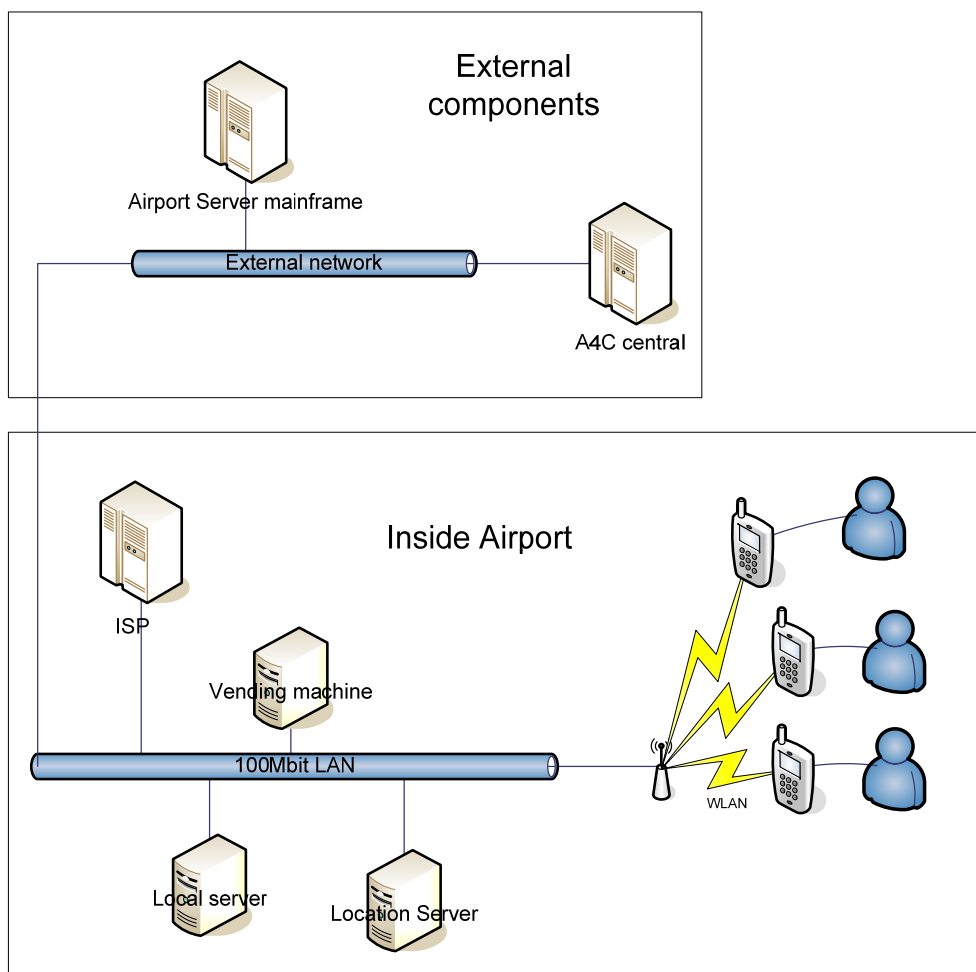 External
components
Airport Server mainframe
External network
A4C central
Inside Airport
ISP
Vending machine
100Mbit LAN
WLAN
Local server
Location Server